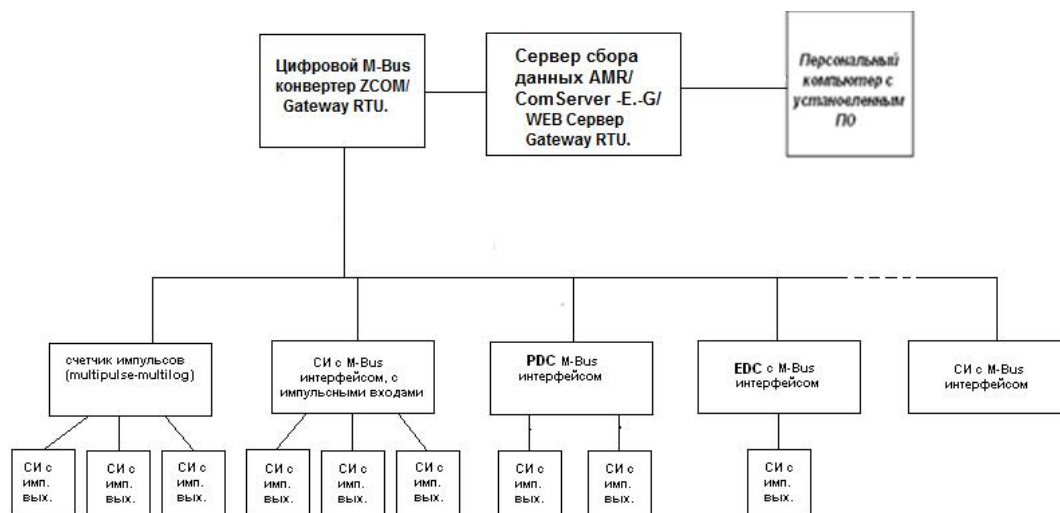 Цифровой M-Bus
конвертер ZCOM/
Gateway RTU.
Сервер сбора
данных AMR/
ComServer -E.-G/
WEB Сервер
Gateway RTU.
Персональный
компьютер с
установленным
ПО
счетчик импульсов
(multipulse-multilog)
СИ с M-Bus
интерфейсом, с
импульсными входами
PDC M-Bus
интерфейсом
EDC с M-Bus
интерфейсом
СИ с M-Bus
интерфейсом
СИ с
имп.
вых.
СИ с
имп.
вых.
СИ с
имп.
вых.
СИ с
имп.
вых.
СИ с
имп.
вых.
СИ с
имп.
вых.
СИ с
имп.
вых.
СИ с
имп.
вых.
СИ с
имп.
вых.